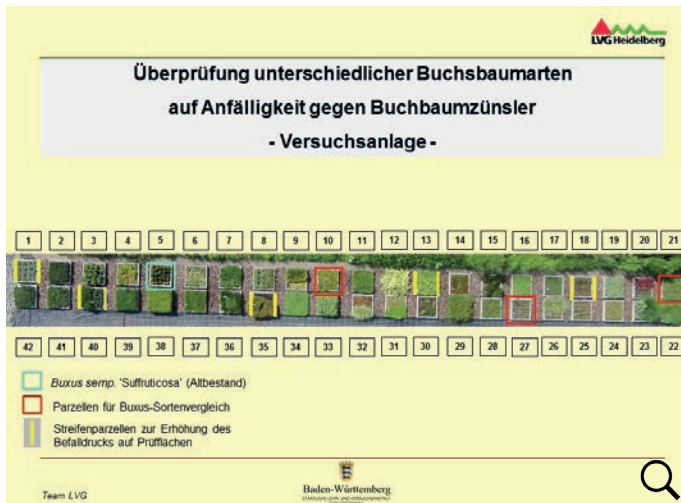 LVG Heidelberg
Überprüfung unterschiedlicher Buchsbaumarten
auf Anfälligkeit gegen Buchbaumzünsler
- Versuchsanlage -
1 2 3 4 5 6 7 8 9 10 11 12 13 14 15 16 17 18 19 20 21
42 41 40 39 38 37 36 35 34 33 32 31 30 29 28 27 26 25 24 23 22
Buxus semp. 'Suffruticosa' (Altbestand)
Parzellen für Buxus-Sortenvergleich
Streifenparzellen zur Erhöhung des
Befalldrucks auf Prüfflächen
Team LVG
Baden-Württemberg